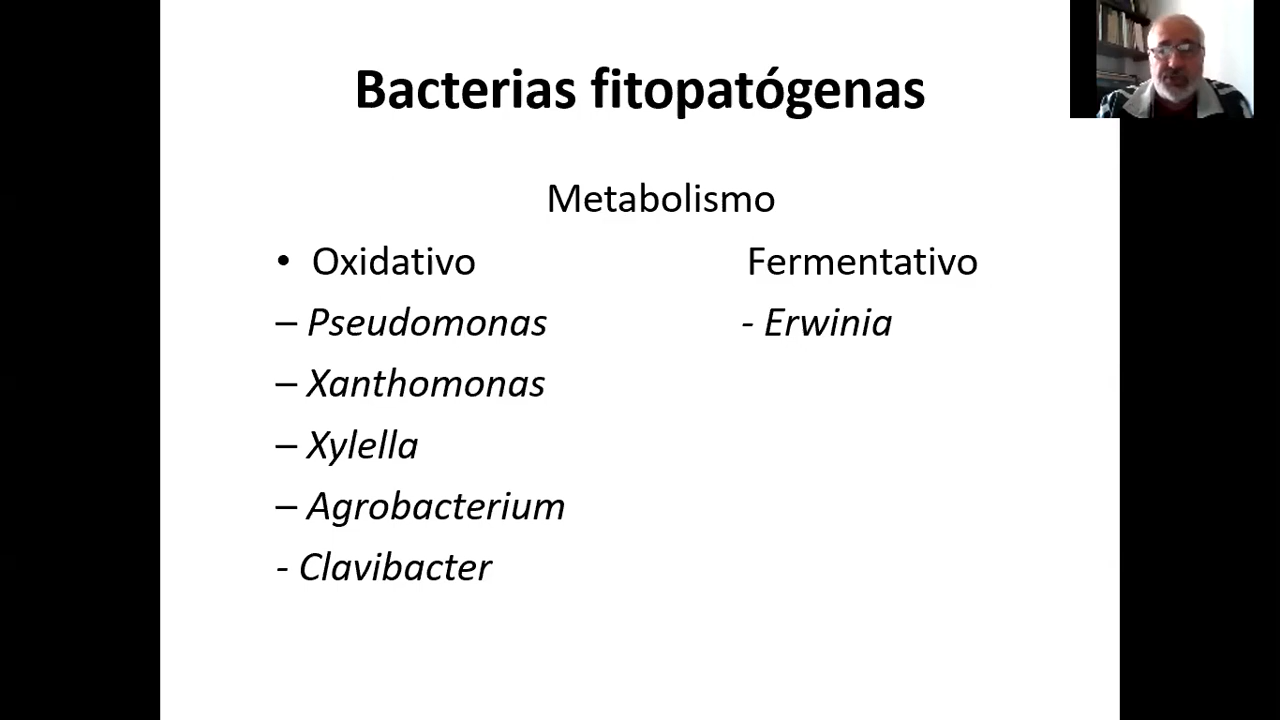 Bacterias fitopatógenas
Metabolismo
• Oxidativo Fermentativo
– Pseudomonas - Erwinia
– Xanthomonas
– Xylella
– Agrobacterium
- Clavibacter